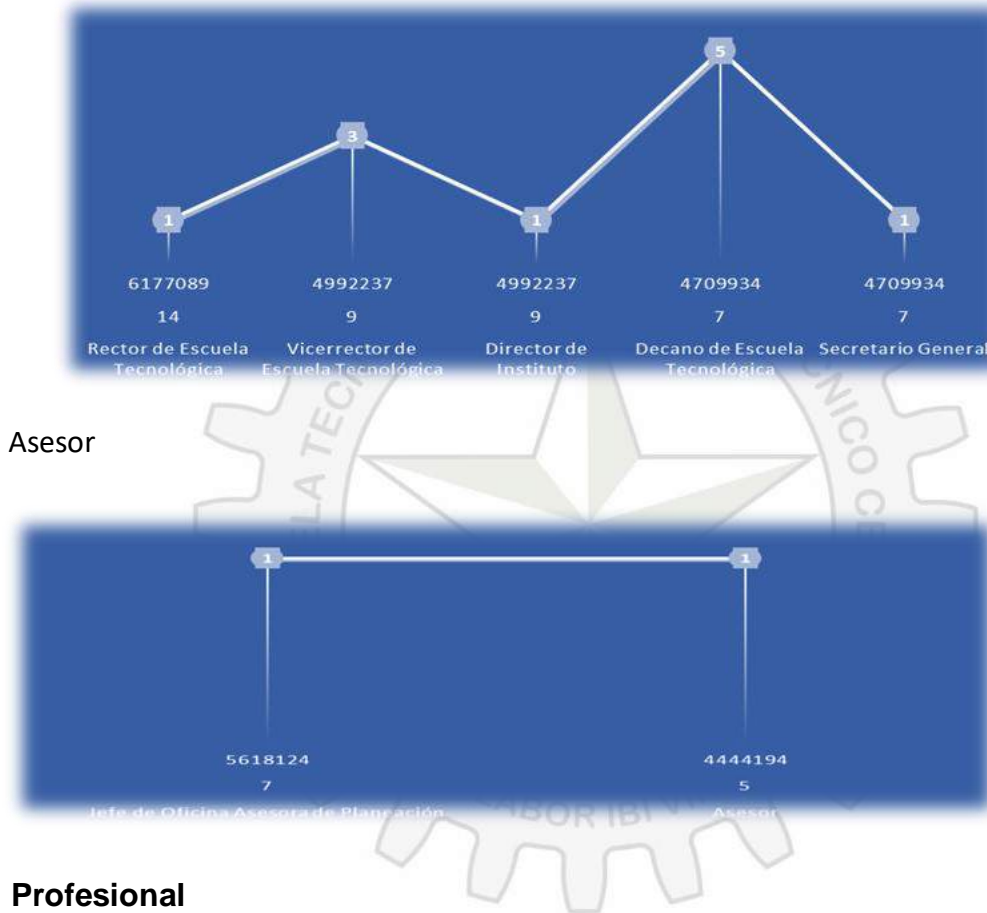 5
3
1 1 1
6177089 4992237 4992237 4709934 4709934
14 9 9 7 7
Rector de Escuela Vicerrector de Director de Decano de Escuela Secretario General
Tecnológica Escuela Tecnológica Instituto Tecnológica
Asesor
1 1
5618124 4444194
7 5
Jefe de Oficina Asesora de Planeación Asesor
LABOR IBI
Profesional